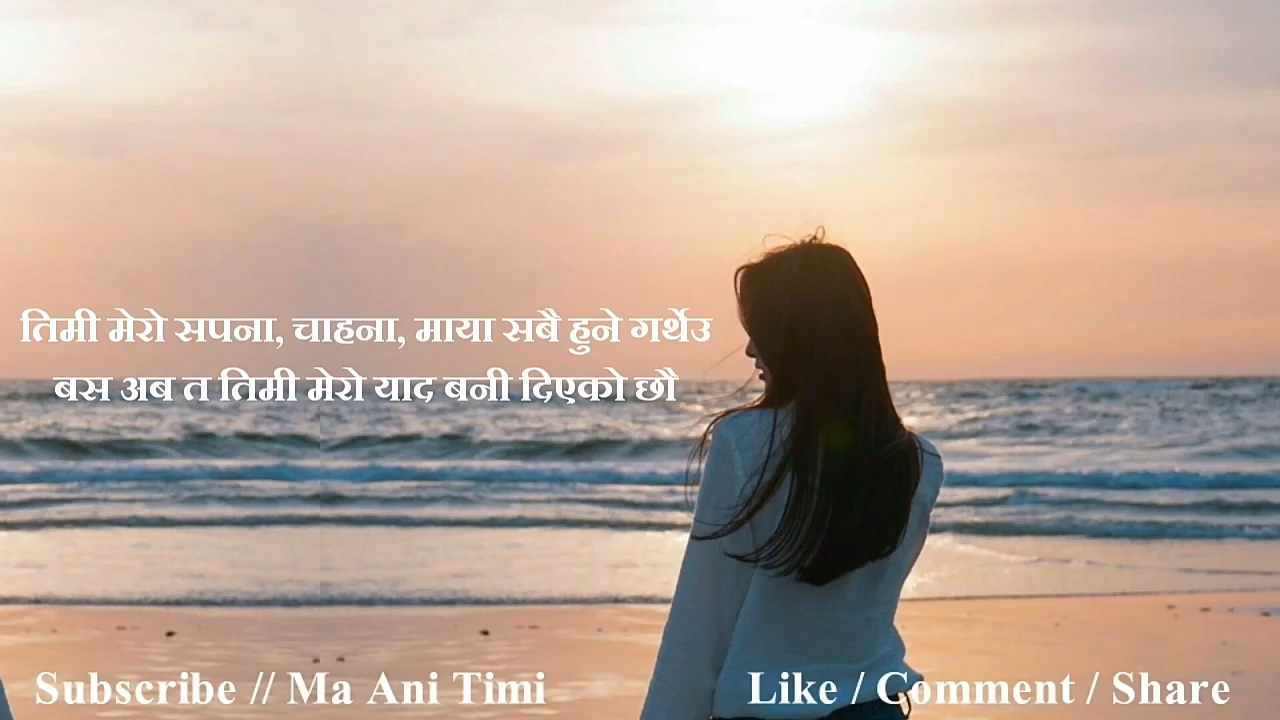 तिमी मेरो सपना, चाहना, माया सबै हुने गर्थेउ
बस अब त तिमी मेरो याद बनी दिएको छौ
Subscribe // Ma Ani Timi
Like / Comment / Share